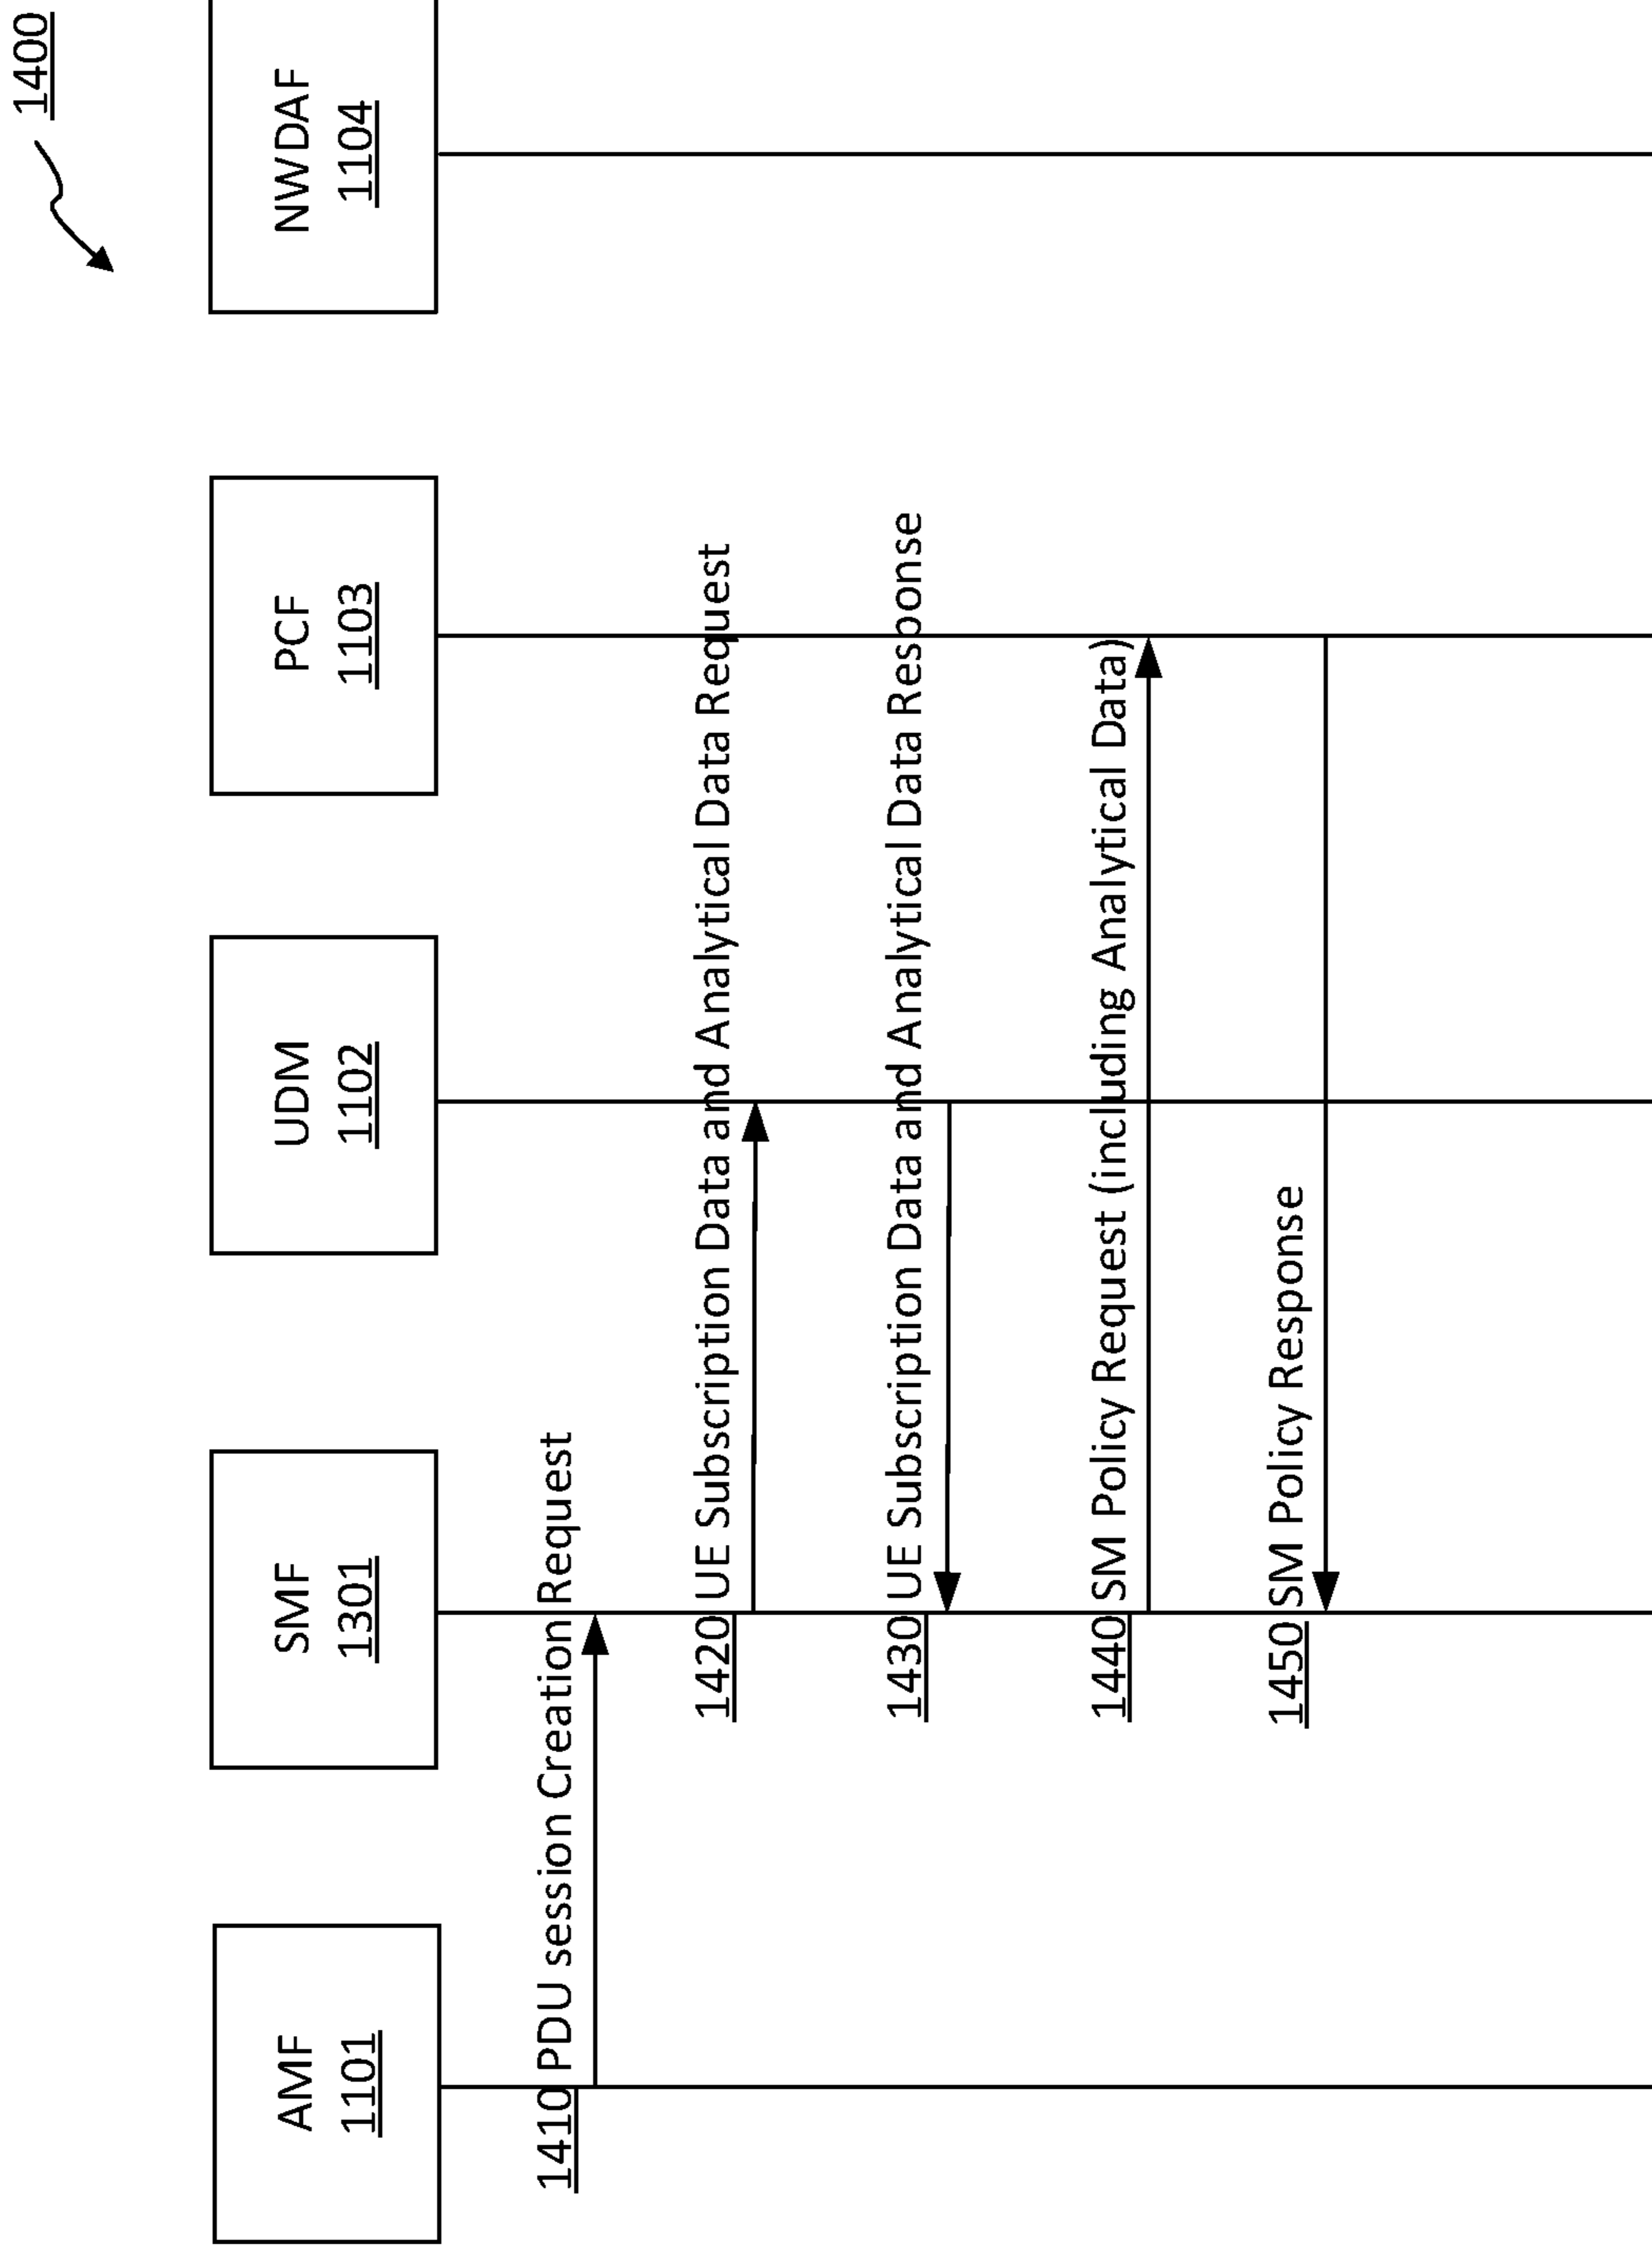 1400
AMF
1101
SMF
1301
UDM
1102
PCF
1103
NWDAF
1104
1410 PDU session Creation Request
1420 UE Subscription Data and Analytical Data Request
1430 UE Subscription Data and Analytical Data Response
1440 SM Policy Request (including Analytical Data)
1450 SM Policy Response